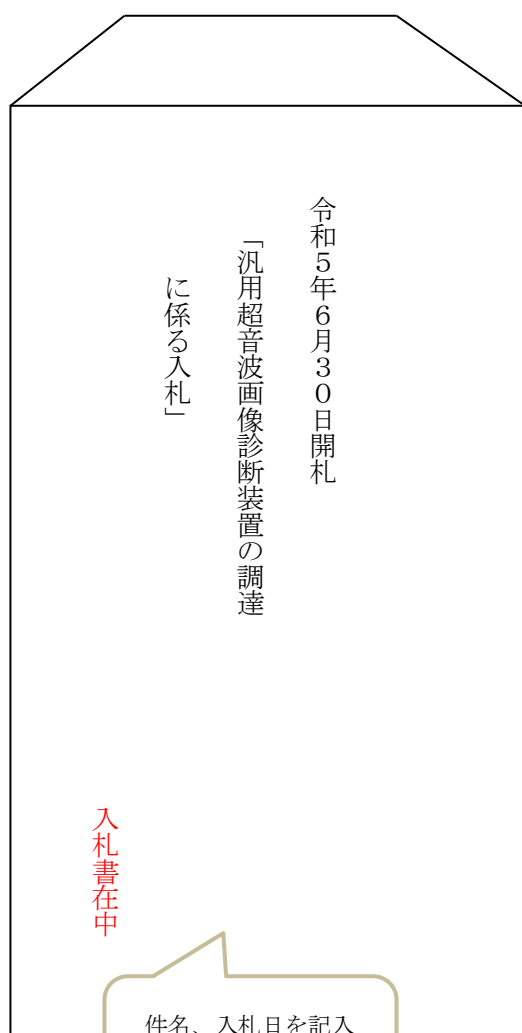 令和５年６月３０日開札
「汎用超音波画像診断装置の調達
に係る入札」
入札書在中
件名、入札日を記入